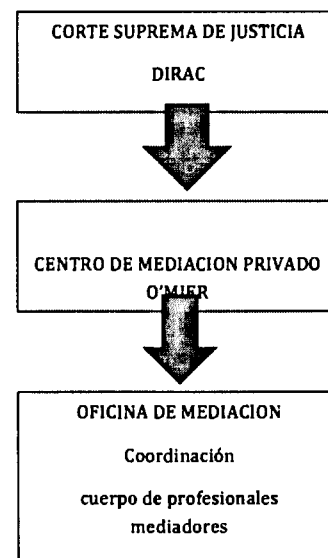 CORTE SUPREMA DE JUSTICIA
DIRAC
CENTRO DE MEDIACION PRIVADO
O'MIER
OFICINA DE MEDIACION
Coordinación
cuerpo de profesionales
mediadores